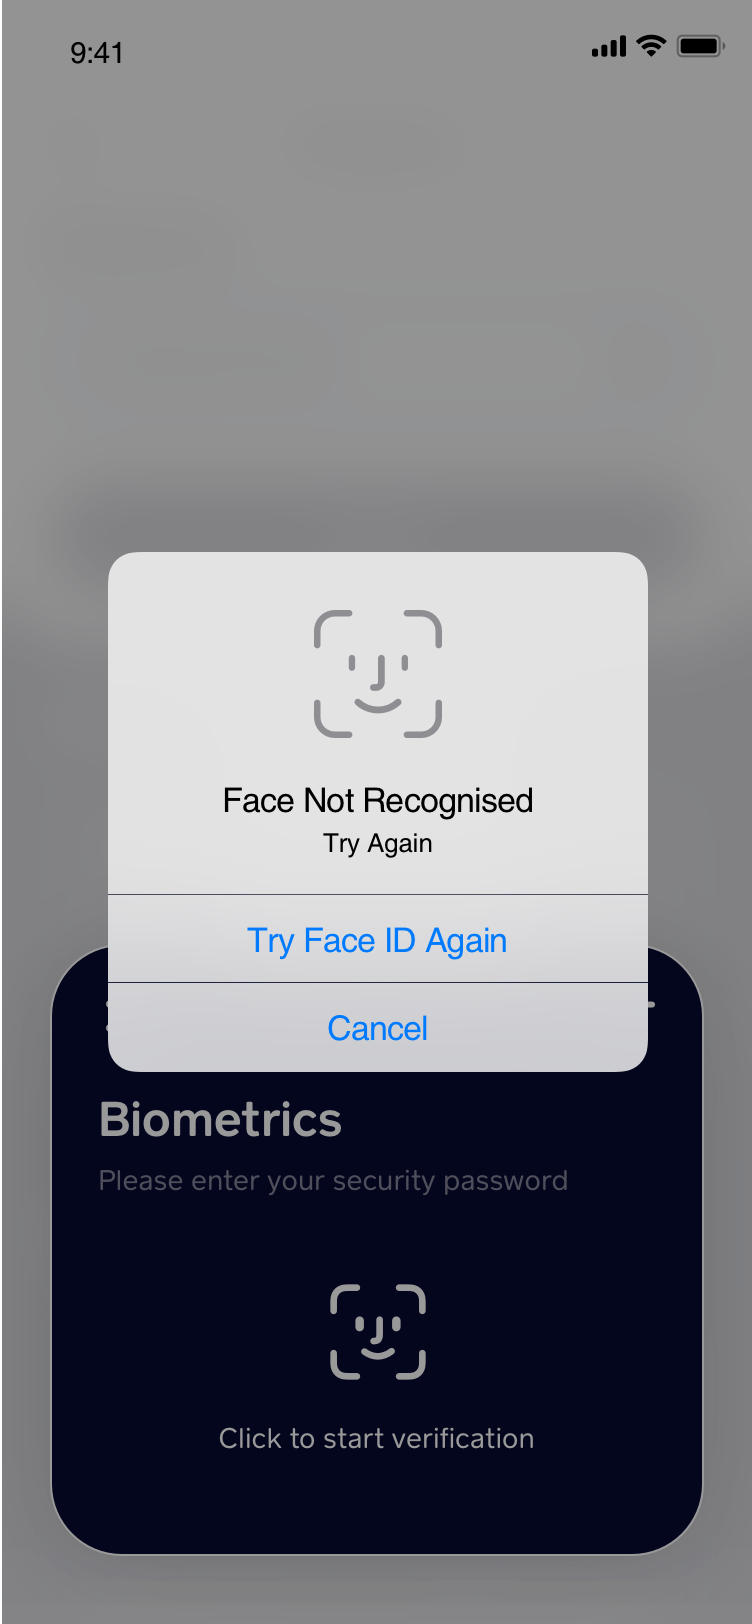 9:41
Face Not Recognised
Try Again
Try Face ID Again
Cancel
Biometrics
Please enter your security password
Click to start verification